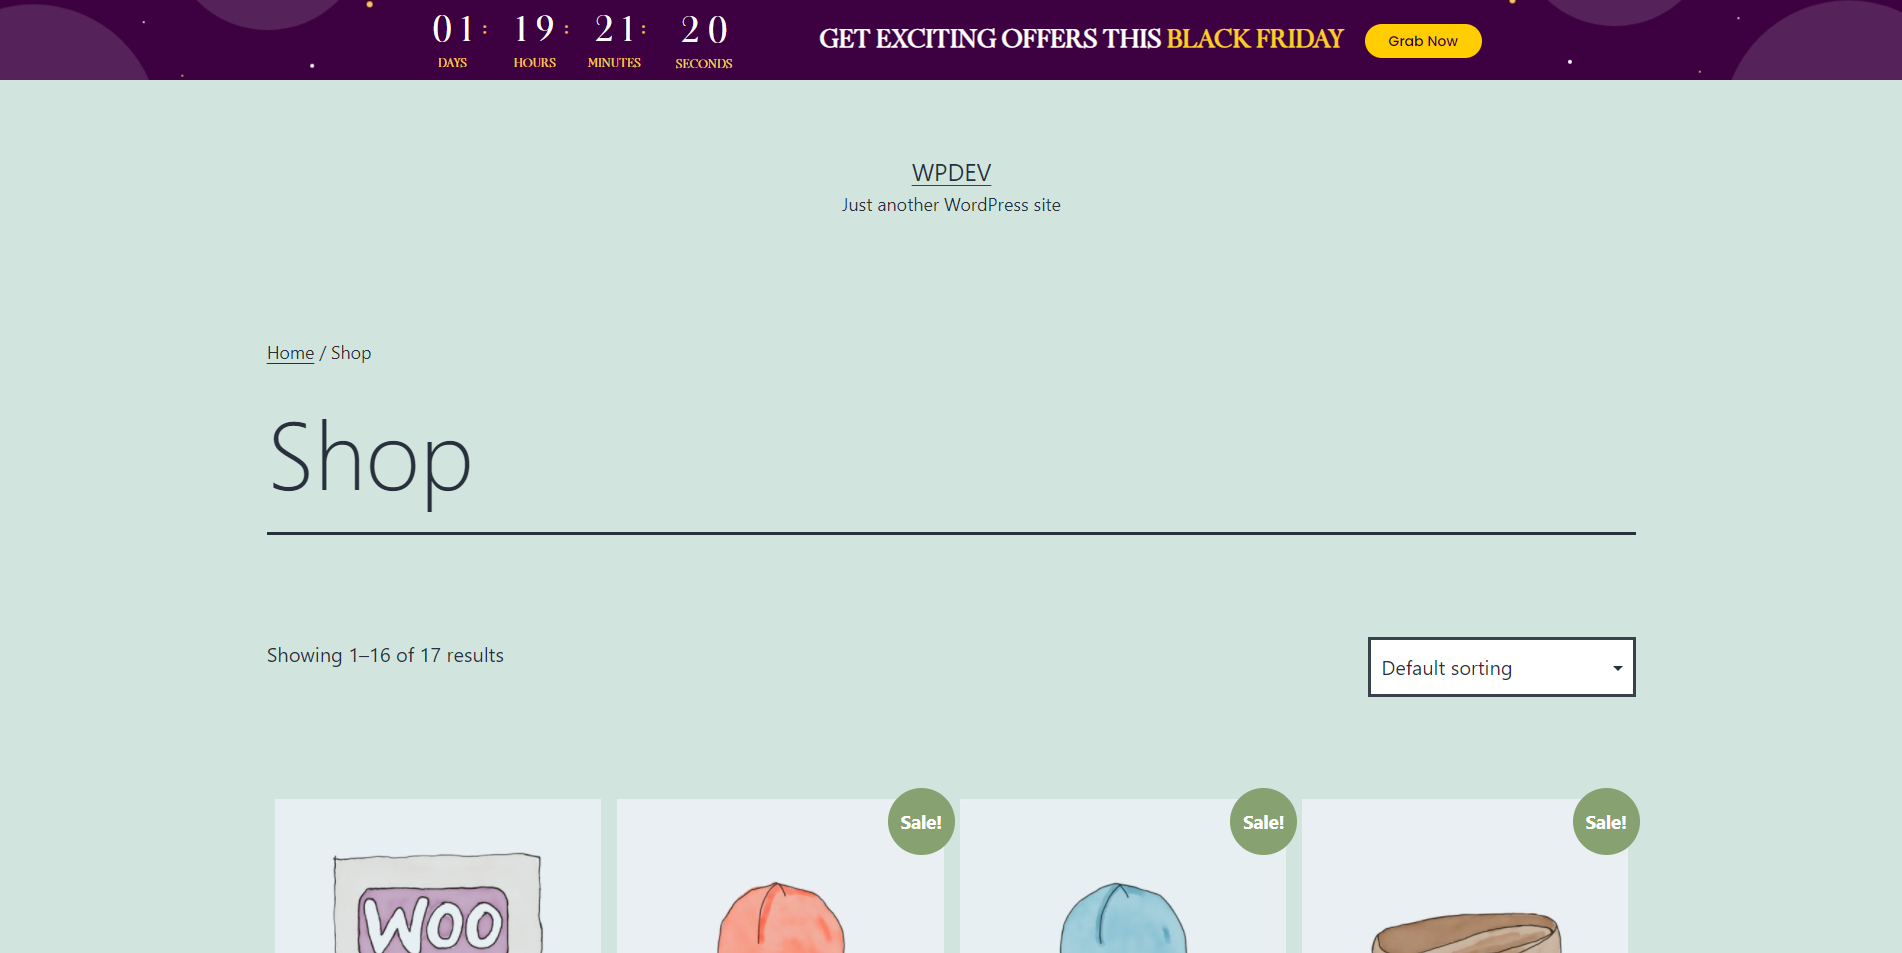 01 : 19 : 21 : 20
DAYS HOURS MINUTES SECONDS
GET EXCITING OFFERS THIS BLACK FRIDAY
Grab Now
WPDEV
Just another WordPress site
Home / Shop
Shop
Showing 1–16 of 17 results
Default sorting
Sale!
Sale!
Sale!
WOO